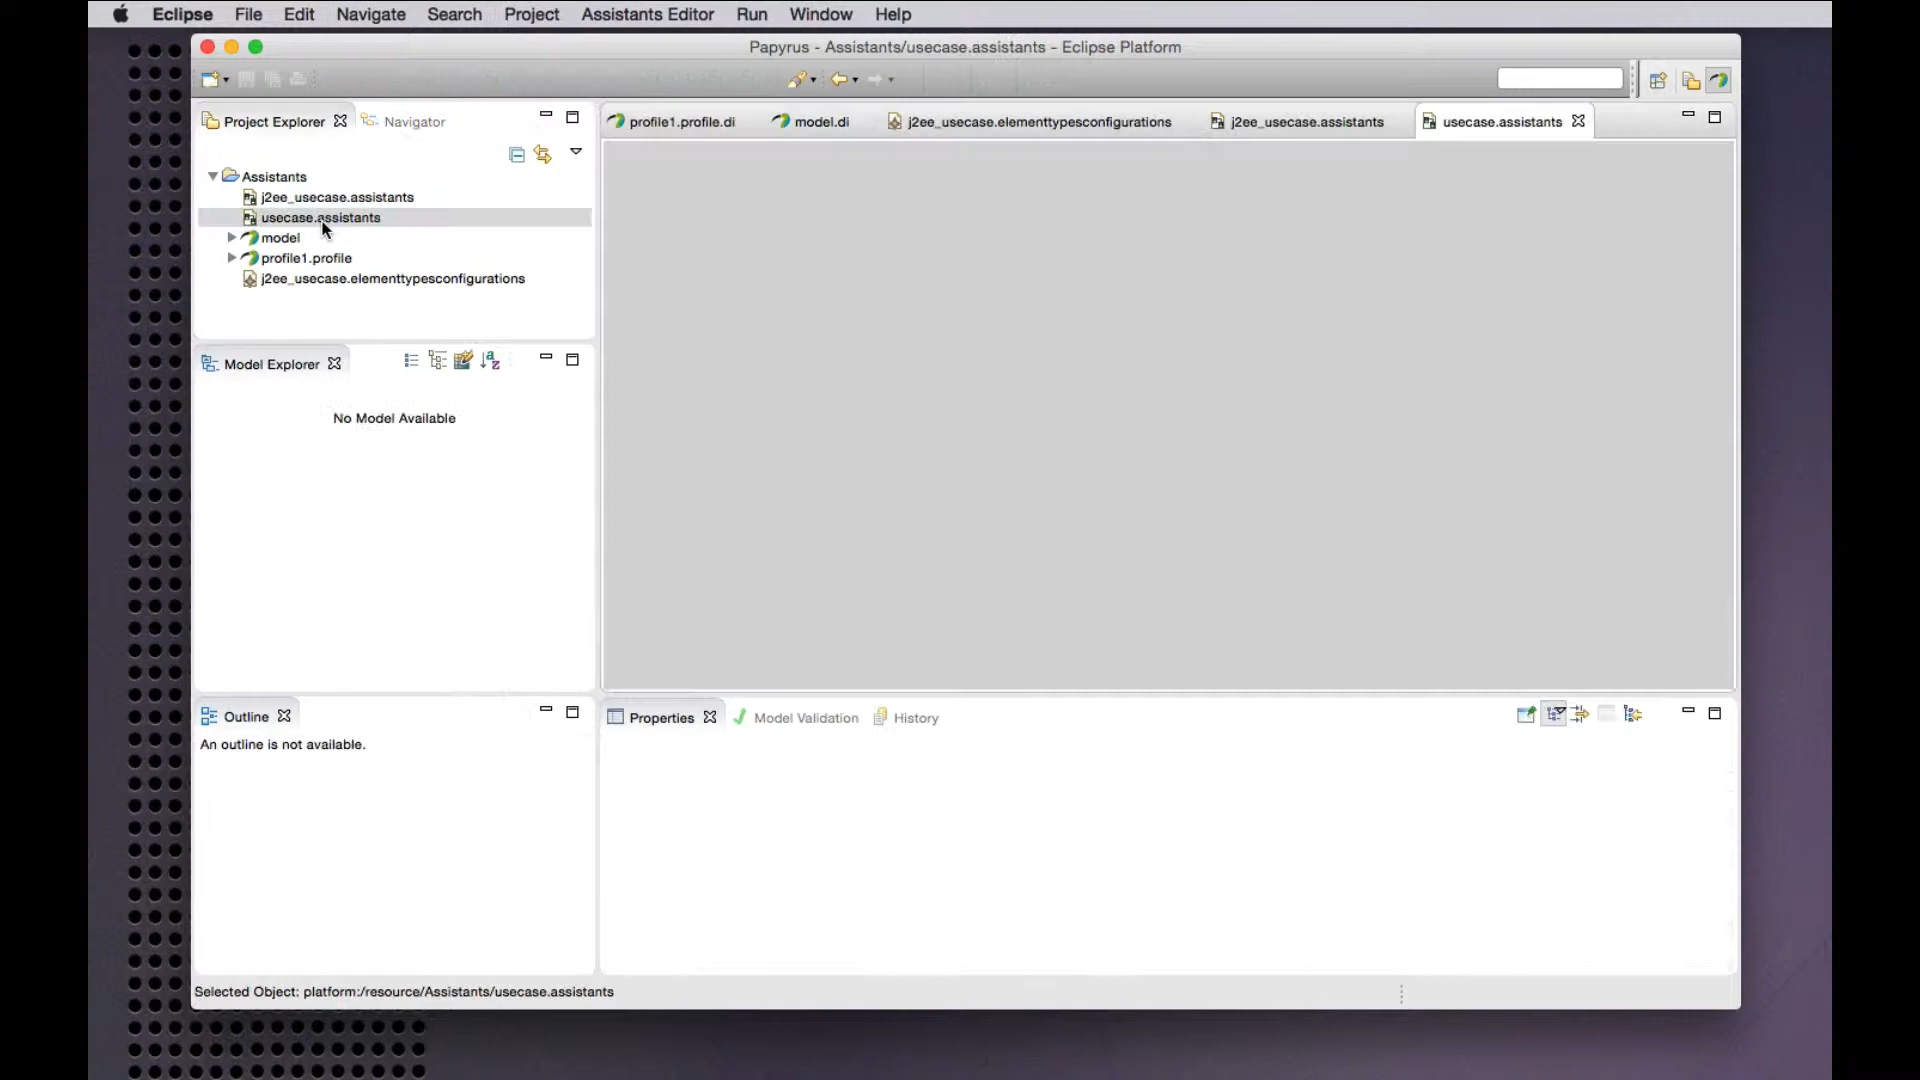 Eclipse File Edit Navigate Search Project Assistants Editor Run Window Help
Papyrus - Assistants/usecase.assistants - Eclipse Platform
Project Explorer Navigator
profile1.profile.di model.di j2ee_usecase.elementtypesconfigurations j2ee_usecase.assistants usecase.assistants
Assistants
j2ee_usecase.assistants
usecase.assistants
model
profile1.profile
j2ee_usecase.elementtypesconfigurations
Model Explorer
No Model Available
Outline
An outline is not available.
Properties Model Validation History
Selected Object: platform:/resource/Assistants/usecase.assistants